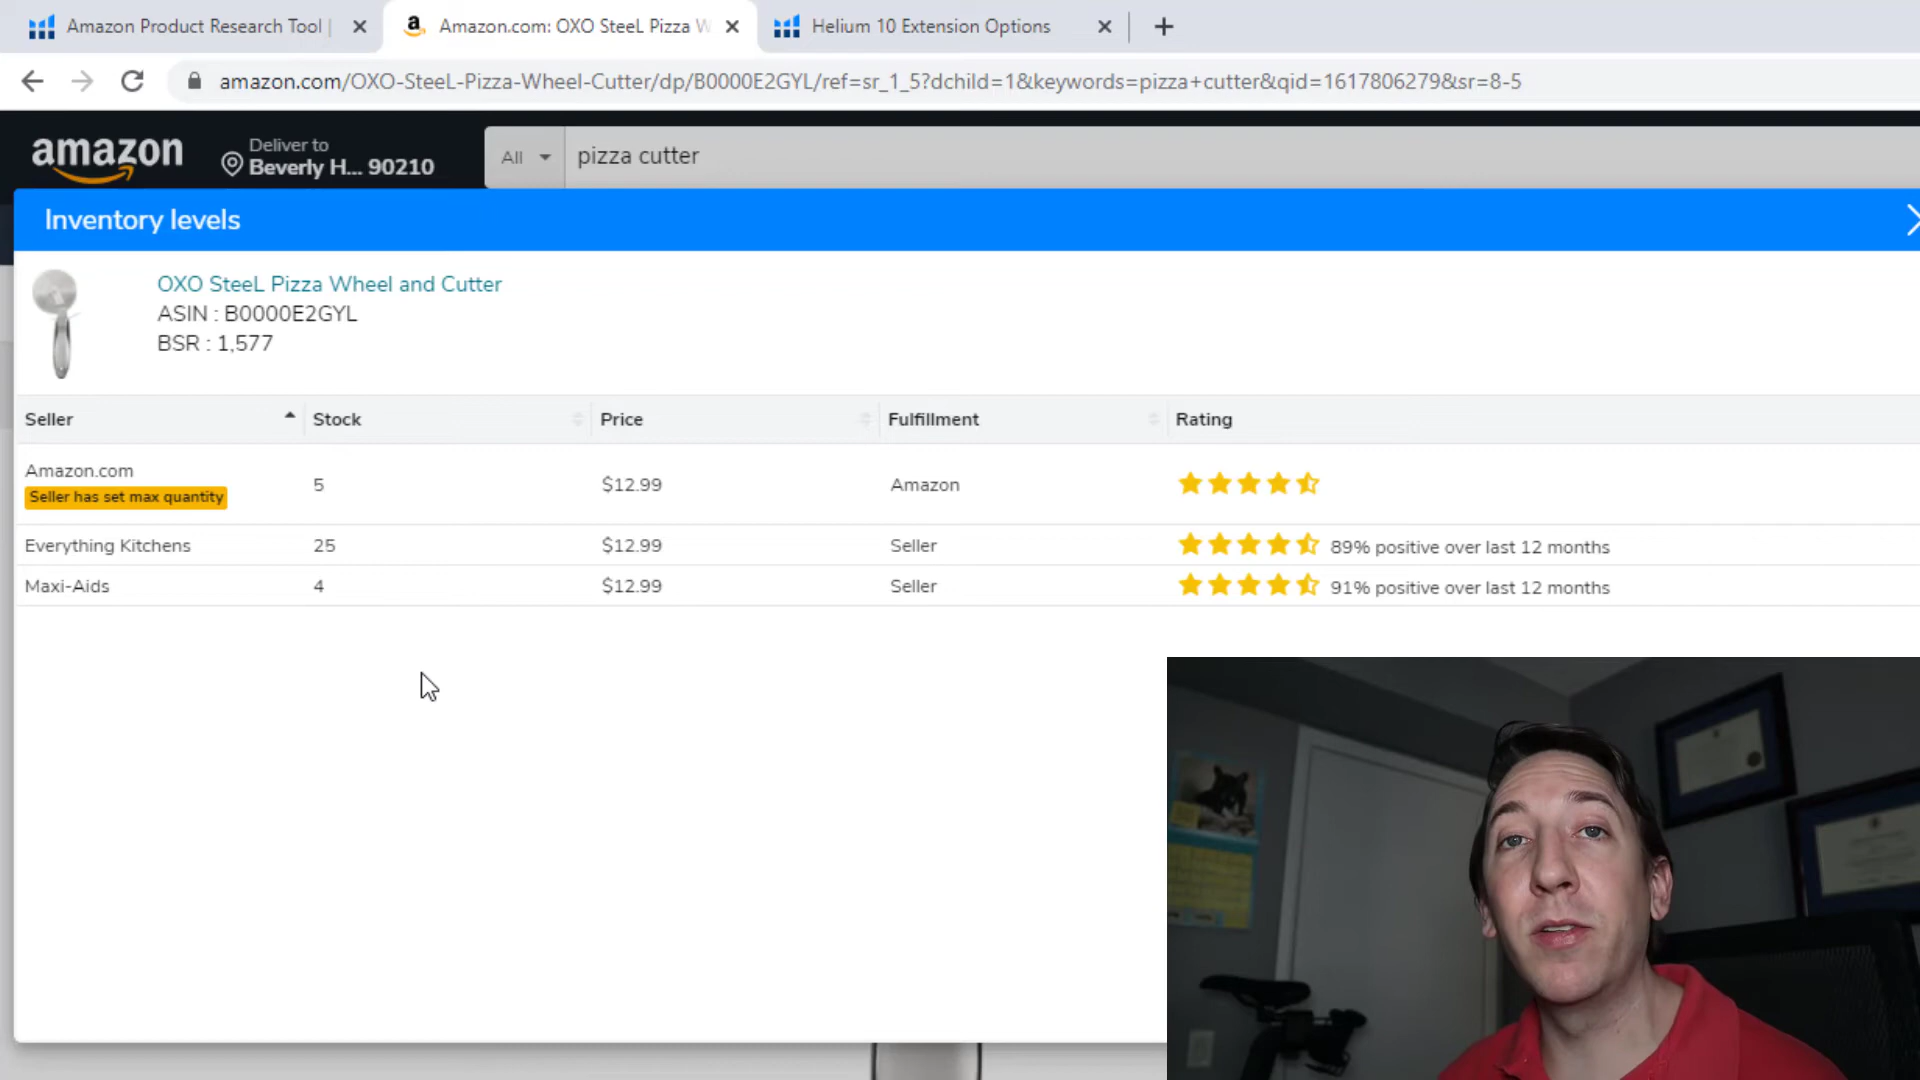 Amazon Product Research Tool |
Amazon.com: OXO SteeL Pizza W
Helium 10 Extension Options
amazon.com/OXO-SteeL-Pizza-Wheel-Cutter/dp/B0000E2GYL/ref=sr_1_5?dchild=1&keywords=pizza+cutter&qid=1617806279&sr=8-5
amazon
Deliver to
Beverly H... 90210
All
pizza cutter
Inventory levels
OXO SteeL Pizza Wheel and Cutter
ASIN : B0000E2GYL
BSR : 1,577
Seller Stock Price Fulfillment Rating
Amazon.com
Seller has set max quantity
5 $12.99 Amazon
Everything Kitchens 25 $12.99 Seller 89% positive over last 12 months
Maxi-Aids 4 $12.99 Seller 91% positive over last 12 months